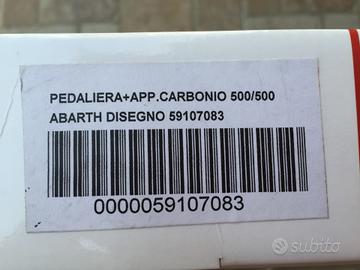 PEDALIERA+APP.CARBONIO 500/500
ABARTH DISEGNO 59107083
0000059107083
subito